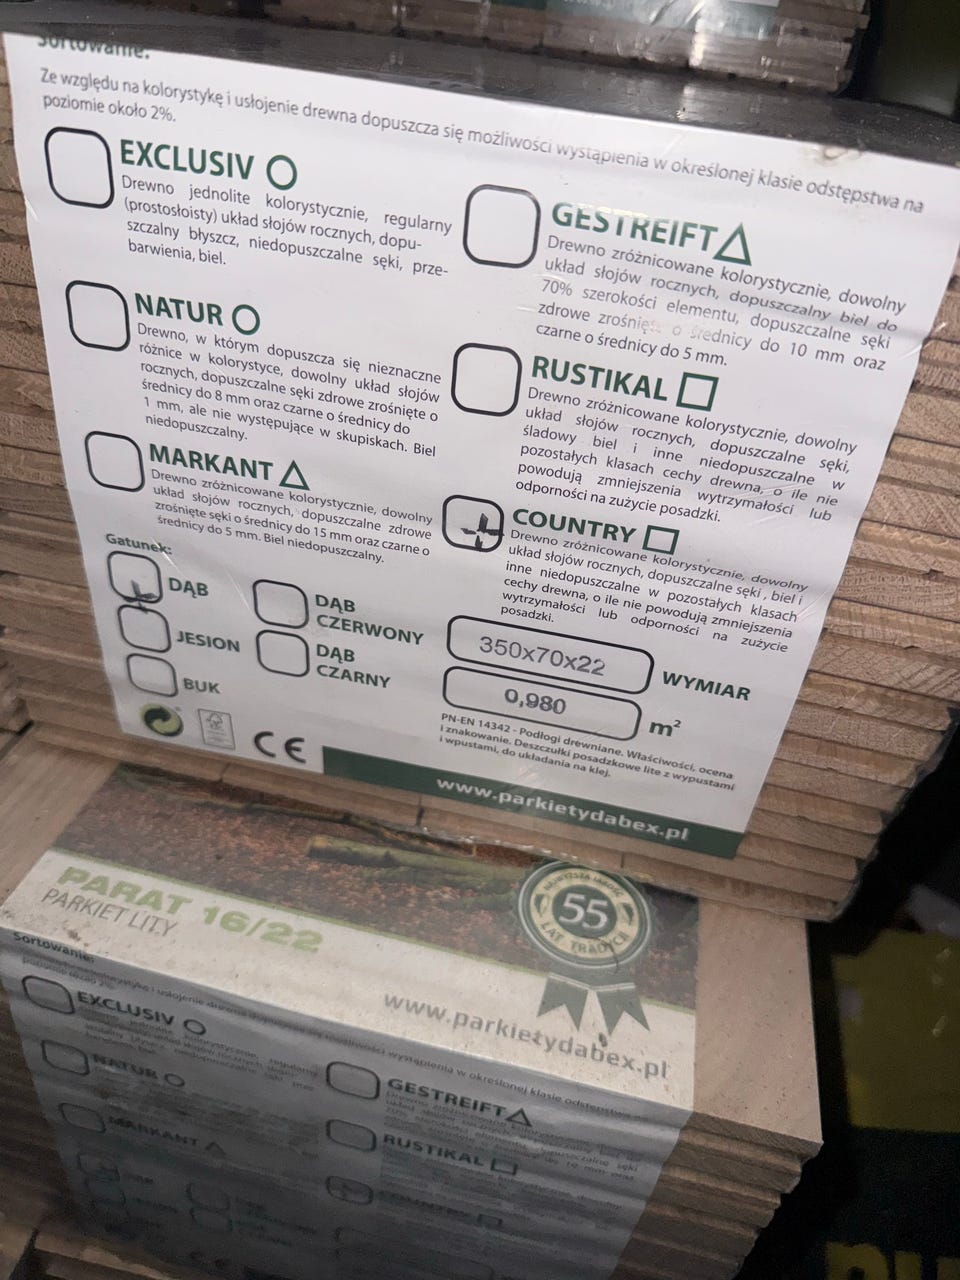 Sortowanie:
Ze względu na kolorystykę i usłojenie drewna dopuszcza się możliwości wystąpienia w określonej klasie odstępstwa na
poziomie około 2%.
EXCLUSIV
Drewno jednolite kolorystycznie, regularny
(prostosłoisty) układ słojów rocznych, dopu-
szczalny błyszcz, niedopuszczalne sęki, prze-
barwienia, biel.
NATUR
Drewno, w którym dopuszcza się nieznaczne
różnice w kolorystyce, dowolny układ słojów
rocznych, dopuszczalne sęki zdrowe zrośnięte o
średnicy do 8 mm oraz czarne o średnicy do
1 mm, ale nie występujące w skupiskach. Biel
niedopuszczalny.
MARKANT
Drewno zróżnicowane kolorystycznie, dowolny
układ słojów rocznych, dopuszczalne zdrowe
zrośnięte sęki o średnicy do 15 mm oraz czarne o
średnicy do 5 mm. Biel niedopuszczalny.
GESTREIFT
Drewno zróżnicowane kolorystycznie, dowolny
układ słojów rocznych, dopuszczalny biel do
70% szerokości elementu, dopuszczalne sęki
zdrowe zrośnięte o średnicy do 10 mm oraz
czarne o średnicy do 5 mm.
RUSTIKAL
Drewno zróżnicowane kolorystycznie, dowolny
układ słojów rocznych, dopuszczalne sęki,
śladowy biel i inne niedopuszczalne w
pozostałych klasach cechy drewna, o ile nie
powodują zmniejszenia wytrzymałości lub
odporności na zużycie posadzki.
COUNTRY
Drewno zróżnicowane kolorystycznie, dowolny
układ słojów rocznych, dopuszczalne sęki, biel i
inne niedopuszczalne w pozostałych klasach
cechy drewna, o ile nie powodują zmniejszenia
wytrzymałości lub odporności na zużycie
posadzki.
Gatunek:
DĄB
JESION
BUK
DĄB
CZERWONY
DĄB
CZARNY
350x70x22
WYMIAR
0,980
m²
PN-EN 14342 - Podłogi drewniane. Właściwości, ocena
i znakowanie. Deszczułki posadzkowe lite z wypustami
i wpustami, do układania na klej.
FSC
CE
www.parkietydabex.pl
PARAT 16/22
PARKIET LITY
NAJWYŻSZA JAKOŚĆ
55
LAT TRADYCJI
www.parkietydabex.pl
Sortowanie:
EXCLUSIV
NATUR
MARKANT
GESTREIFT
RUSTIKAL
COUNTRY